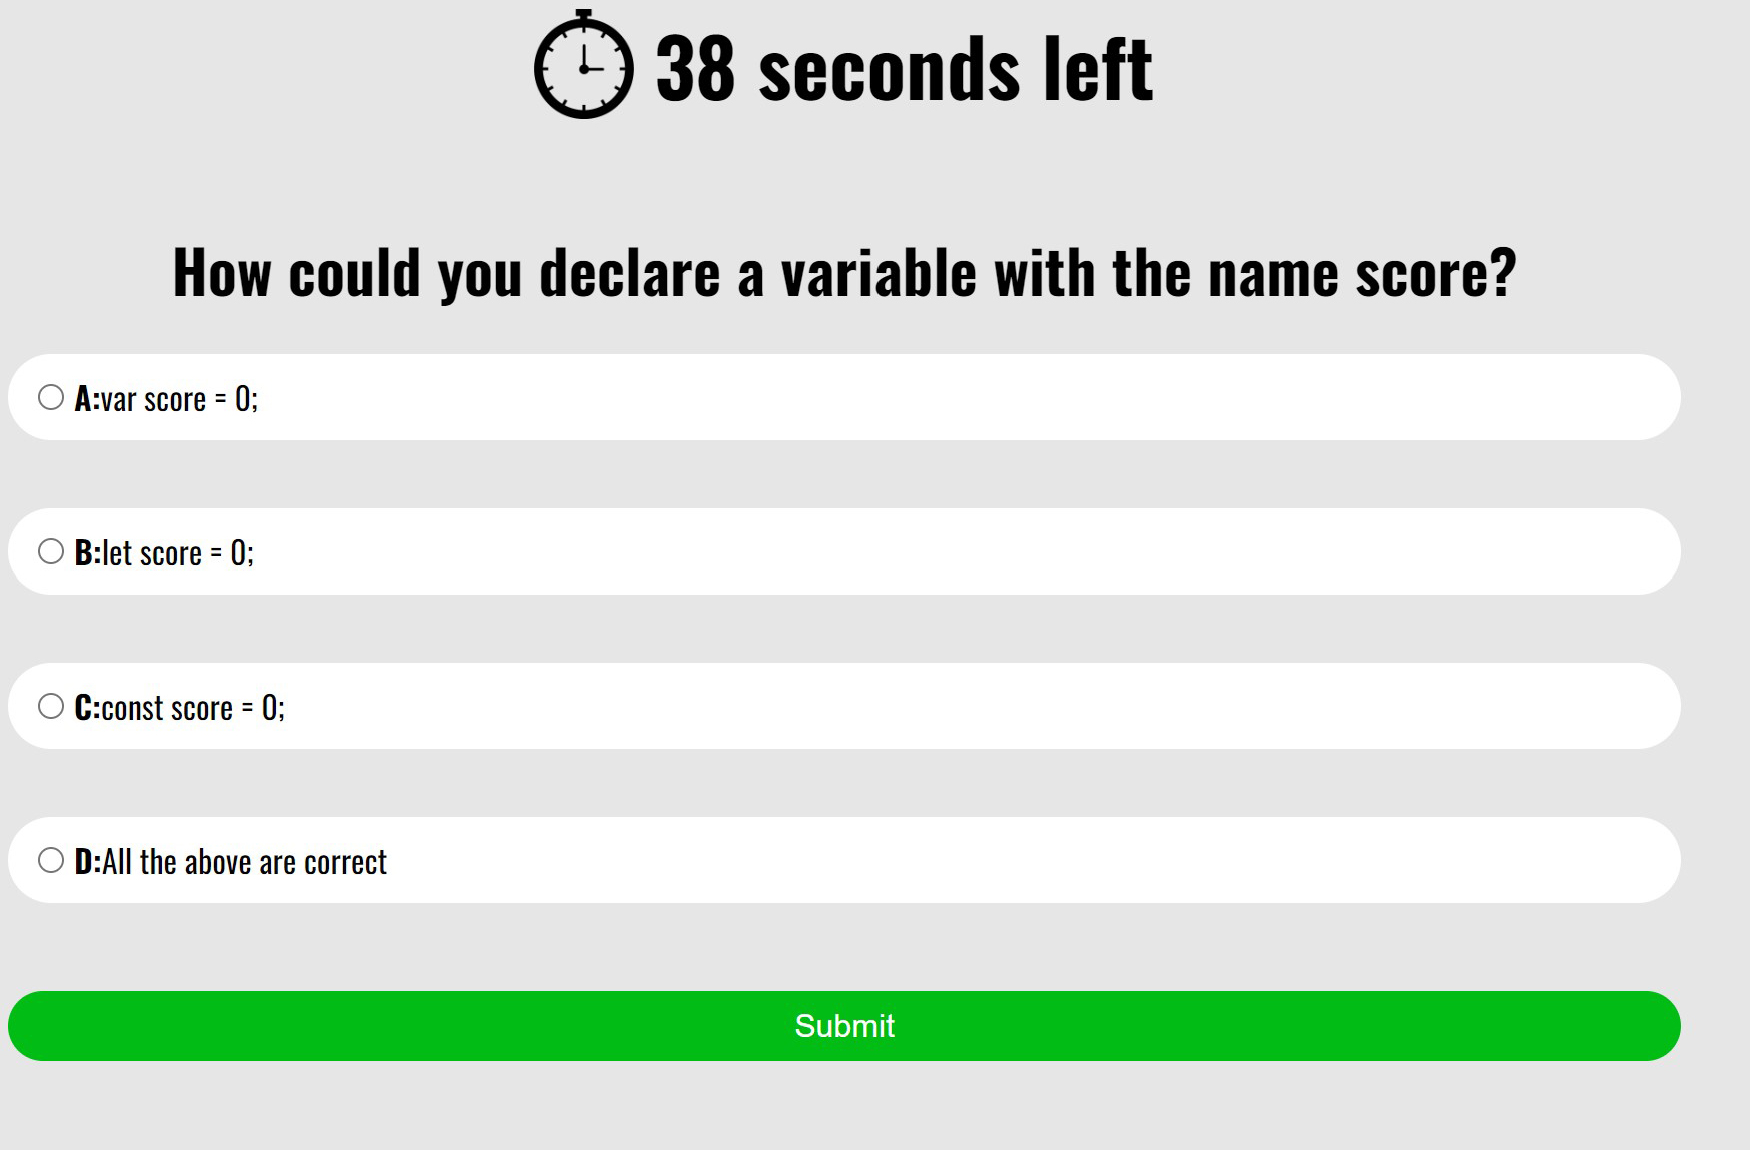 38 seconds left
How could you declare a variable with the name score?
A:var score = 0;
B:let score = 0;
C:const score = 0;
D:All the above are correct
Submit